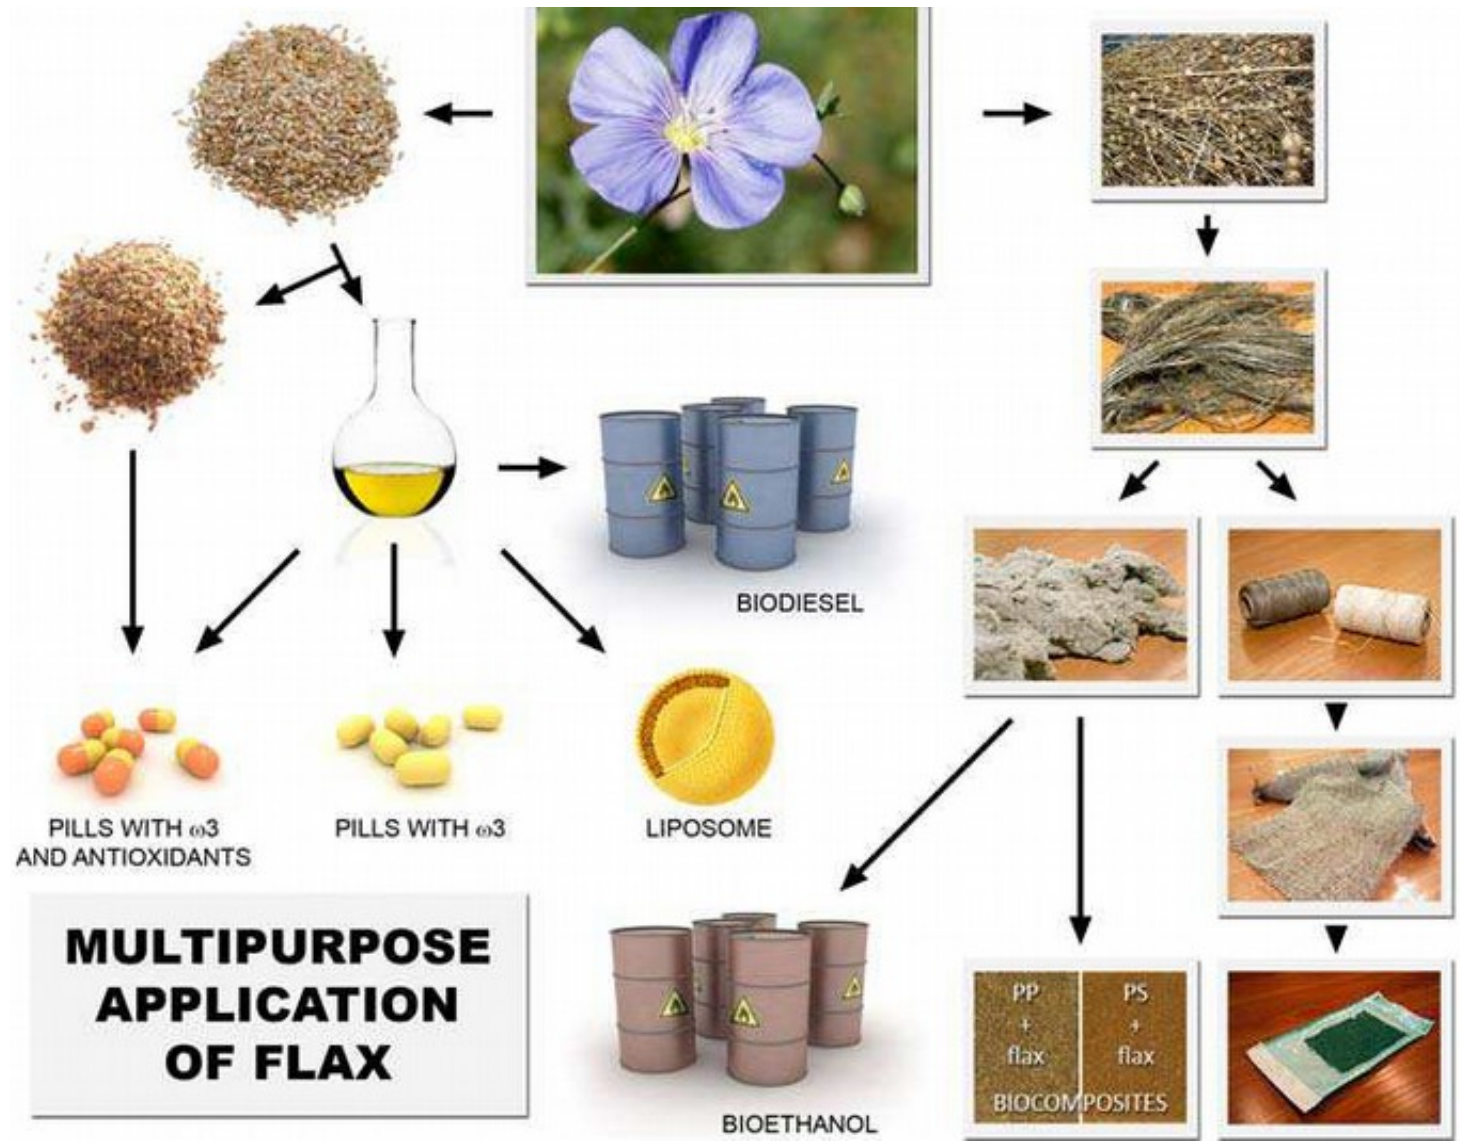 BIODIESEL
PILLS WITH ω3
AND ANTIOXIDANTS
PILLS WITH ω3
LIPOSOME
MULTIPURPOSE
APPLICATION
OF FLAX
BIOETHANOL
PP
+
flax
PS
+
flax
BIOCOMPOSITES